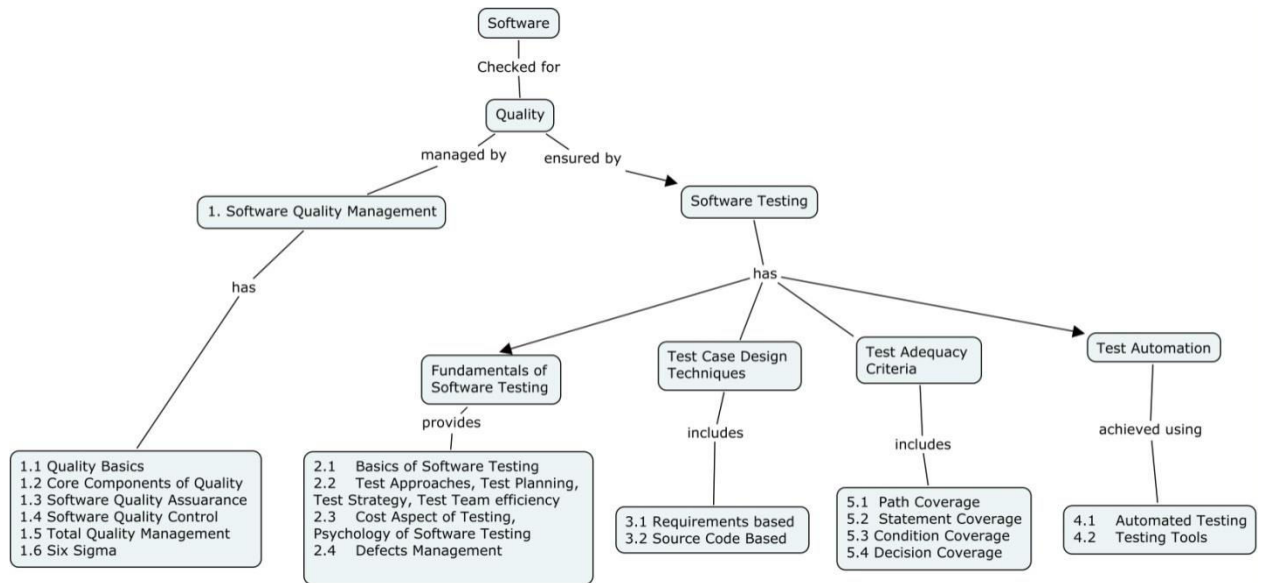 Software
Checked for
Quality
managed by
ensured by
1. Software Quality Management
Software Testing
has
has
Fundamentals of
Software Testing
Test Case Design
Techniques
Test Adequacy
Criteria
Test Automation
provides
includes
includes
achieved using
1.1 Quality Basics
1.2 Core Components of Quality
1.3 Software Quality Assuarance
1.4 Software Quality Control
1.5 Total Quality Management
1.6 Six Sigma
2.1 Basics of Software Testing
2.2 Test Approaches, Test Planning,
Test Strategy, Test Team efficiency
2.3 Cost Aspect of Testing,
Psychology of Software Testing
2.4 Defects Management
3.1 Requirements based
3.2 Source Code Based
5.1 Path Coverage
5.2 Statement Coverage
5.3 Condition Coverage
5.4 Decision Coverage
4.1 Automated Testing
4.2 Testing Tools